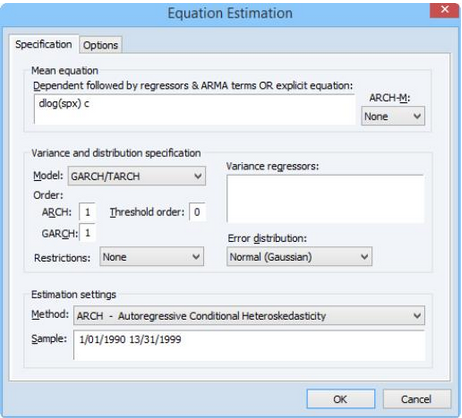 Equation Estimation
Specification Options
Mean equation
Dependent followed by regressors & ARMA terms OR explicit equation:
dlog(spx) c
ARCH-M:
None
Variance and distribution specification
Model: GARCH/TARCH
Variance regressors:
Order:
ARCH: 1 Threshold order: 0
GARCH: 1
Error distribution:
Restrictions: None
Normal (Gaussian)
Estimation settings
Method: ARCH - Autoregressive Conditional Heteroskedasticity
Sample: 1/01/1990 13/31/1999
OK Cancel